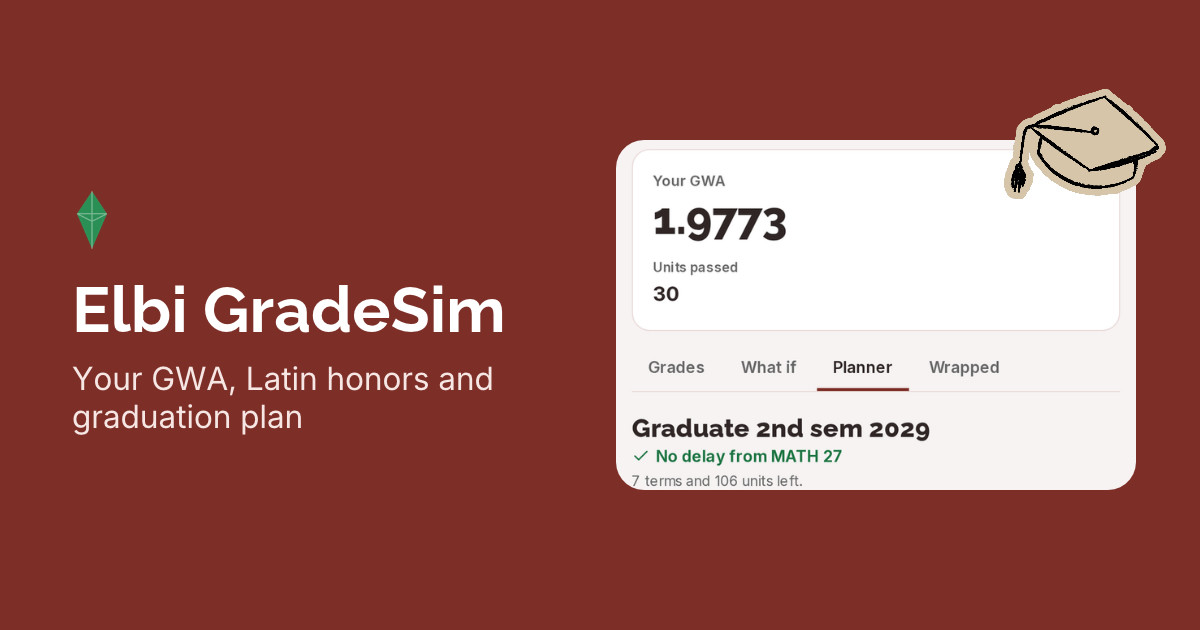 Elbi GradeSim
Your GWA, Latin honors and
graduation plan
Your GWA
1.9773
Units passed
30
Grades What if Planner Wrapped
Graduate 2nd sem 2029
No delay from MATH 27
7 terms and 106 units left.